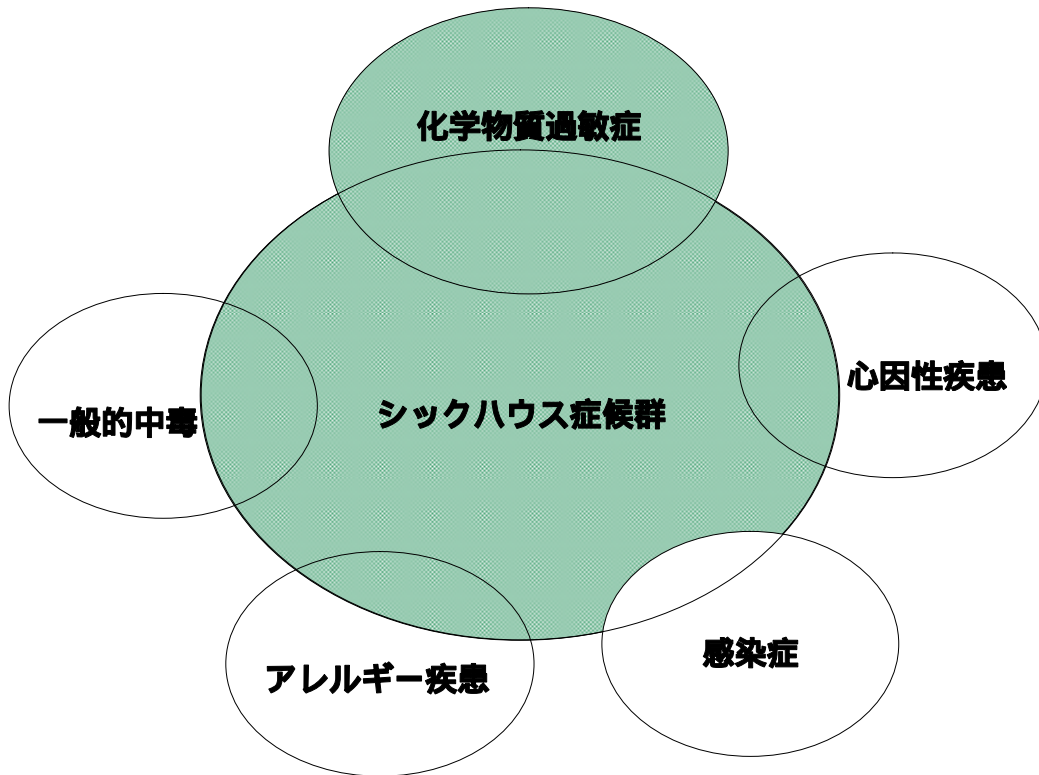 化学物質過敏症
心因性疾患
一般的中毒
シックハウス症候群
感染症
アレルギー疾患